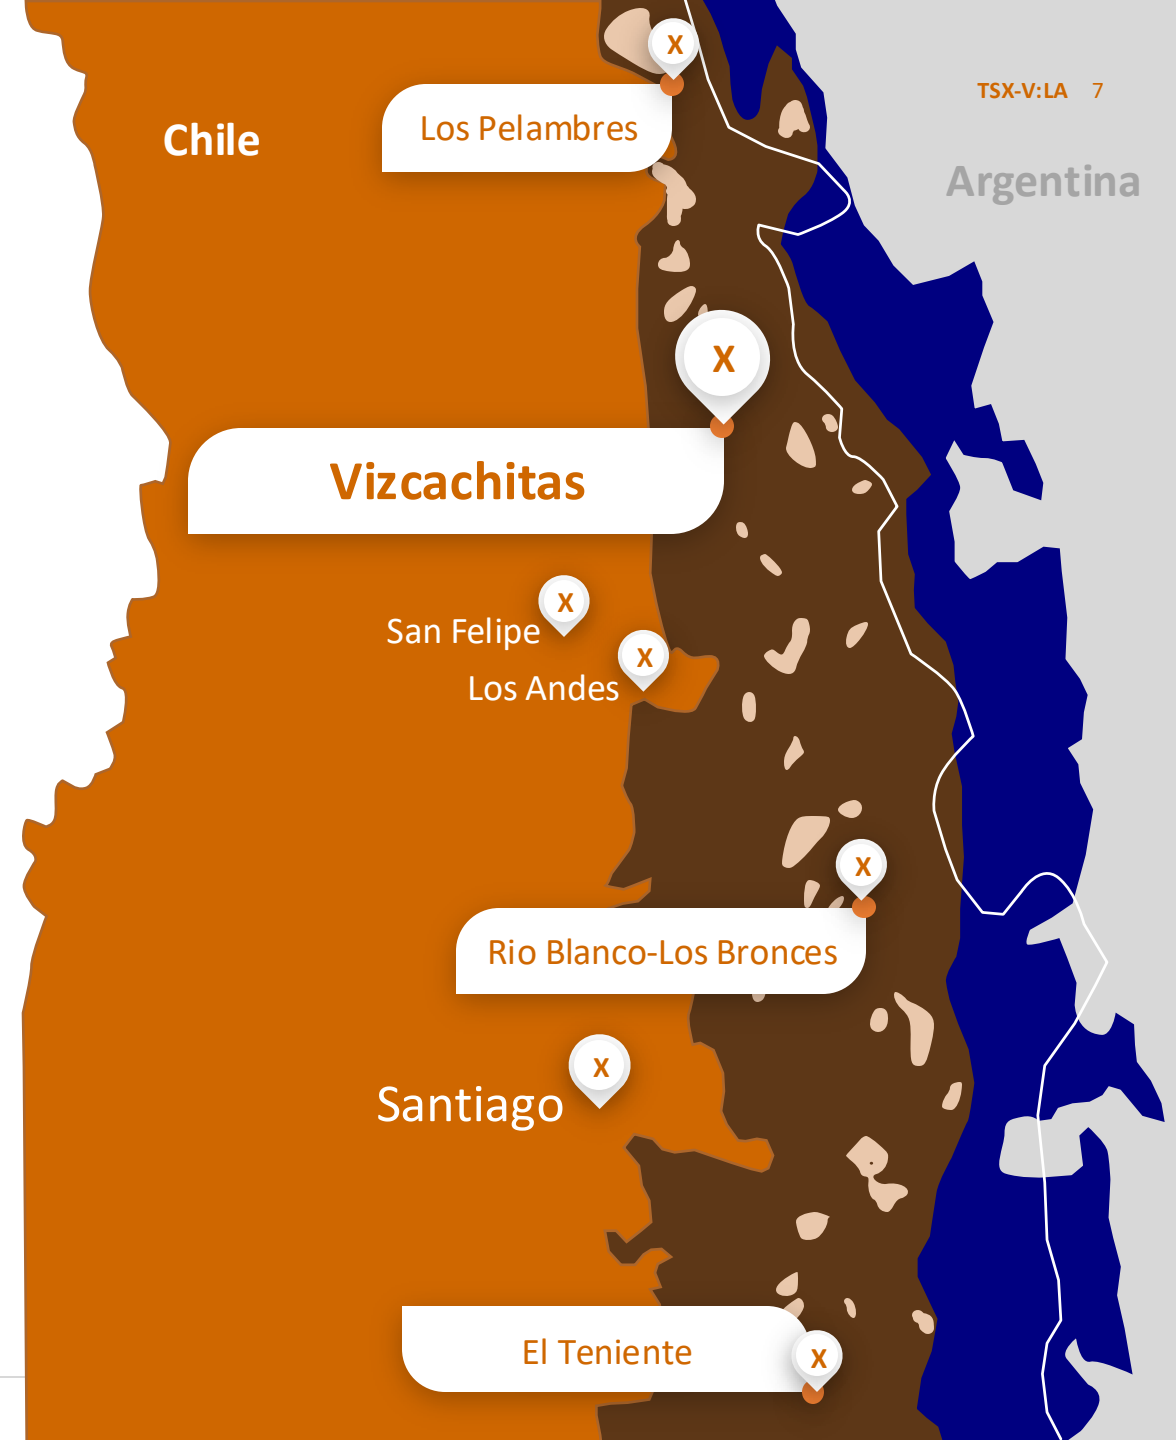 X
TSX-V:LA 7
Los Pelambres
Chile
Argentina
X
Vizcachitas
X
San Felipe
X
Los Andes
X
Rio Blanco-Los Bronces
X
Santiago
El Teniente
X